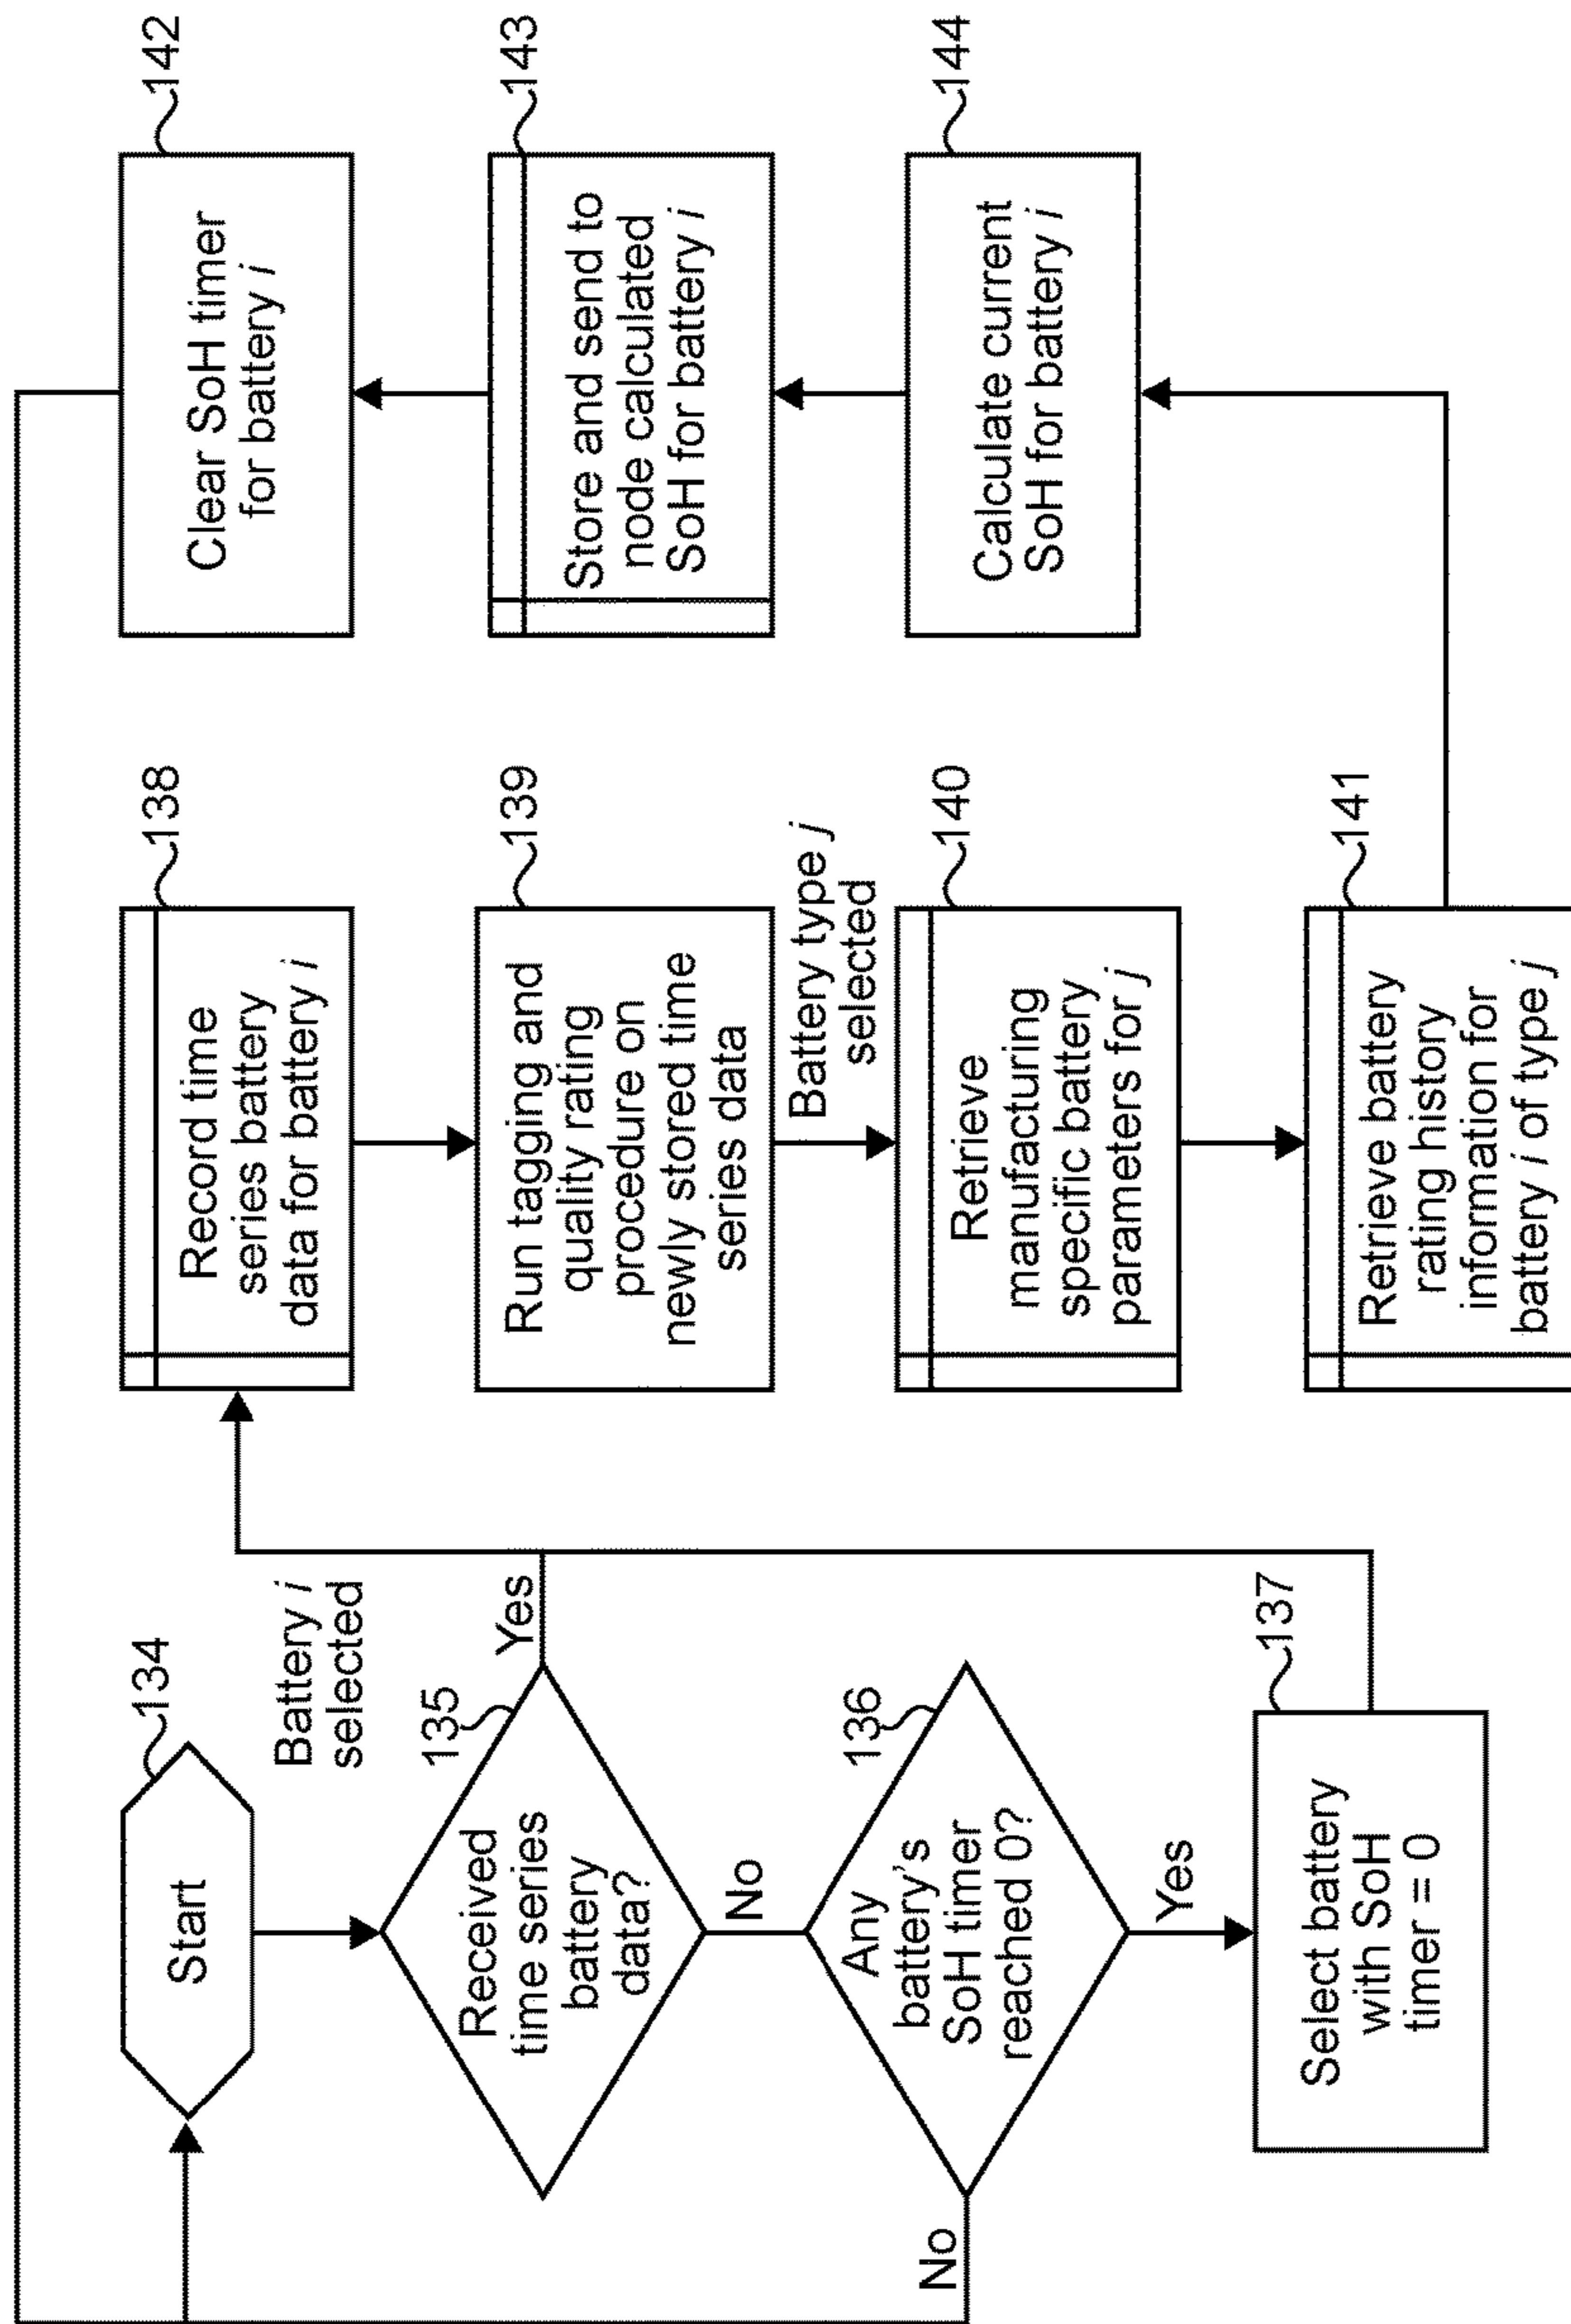 134
Start
Battery i
selected
135
Received
time series
battery
data?
Yes
No
136
Any
battery's
SoH timer
reached 0?
No
Yes
137
Select battery
with SoH
timer = 0
138
Record time
series battery
data for battery i
139
Run tagging and
quality rating
procedure on
newly stored time
series data
Battery type j
selected
140
Retrieve
manufacturing
specific battery
parameters for j
141
Retrieve battery
rating history
information for
battery i of type j
142
Clear SoH timer
for battery i
143
Store and send to
node calculated
SoH for battery i
144
Calculate current
SoH for battery i